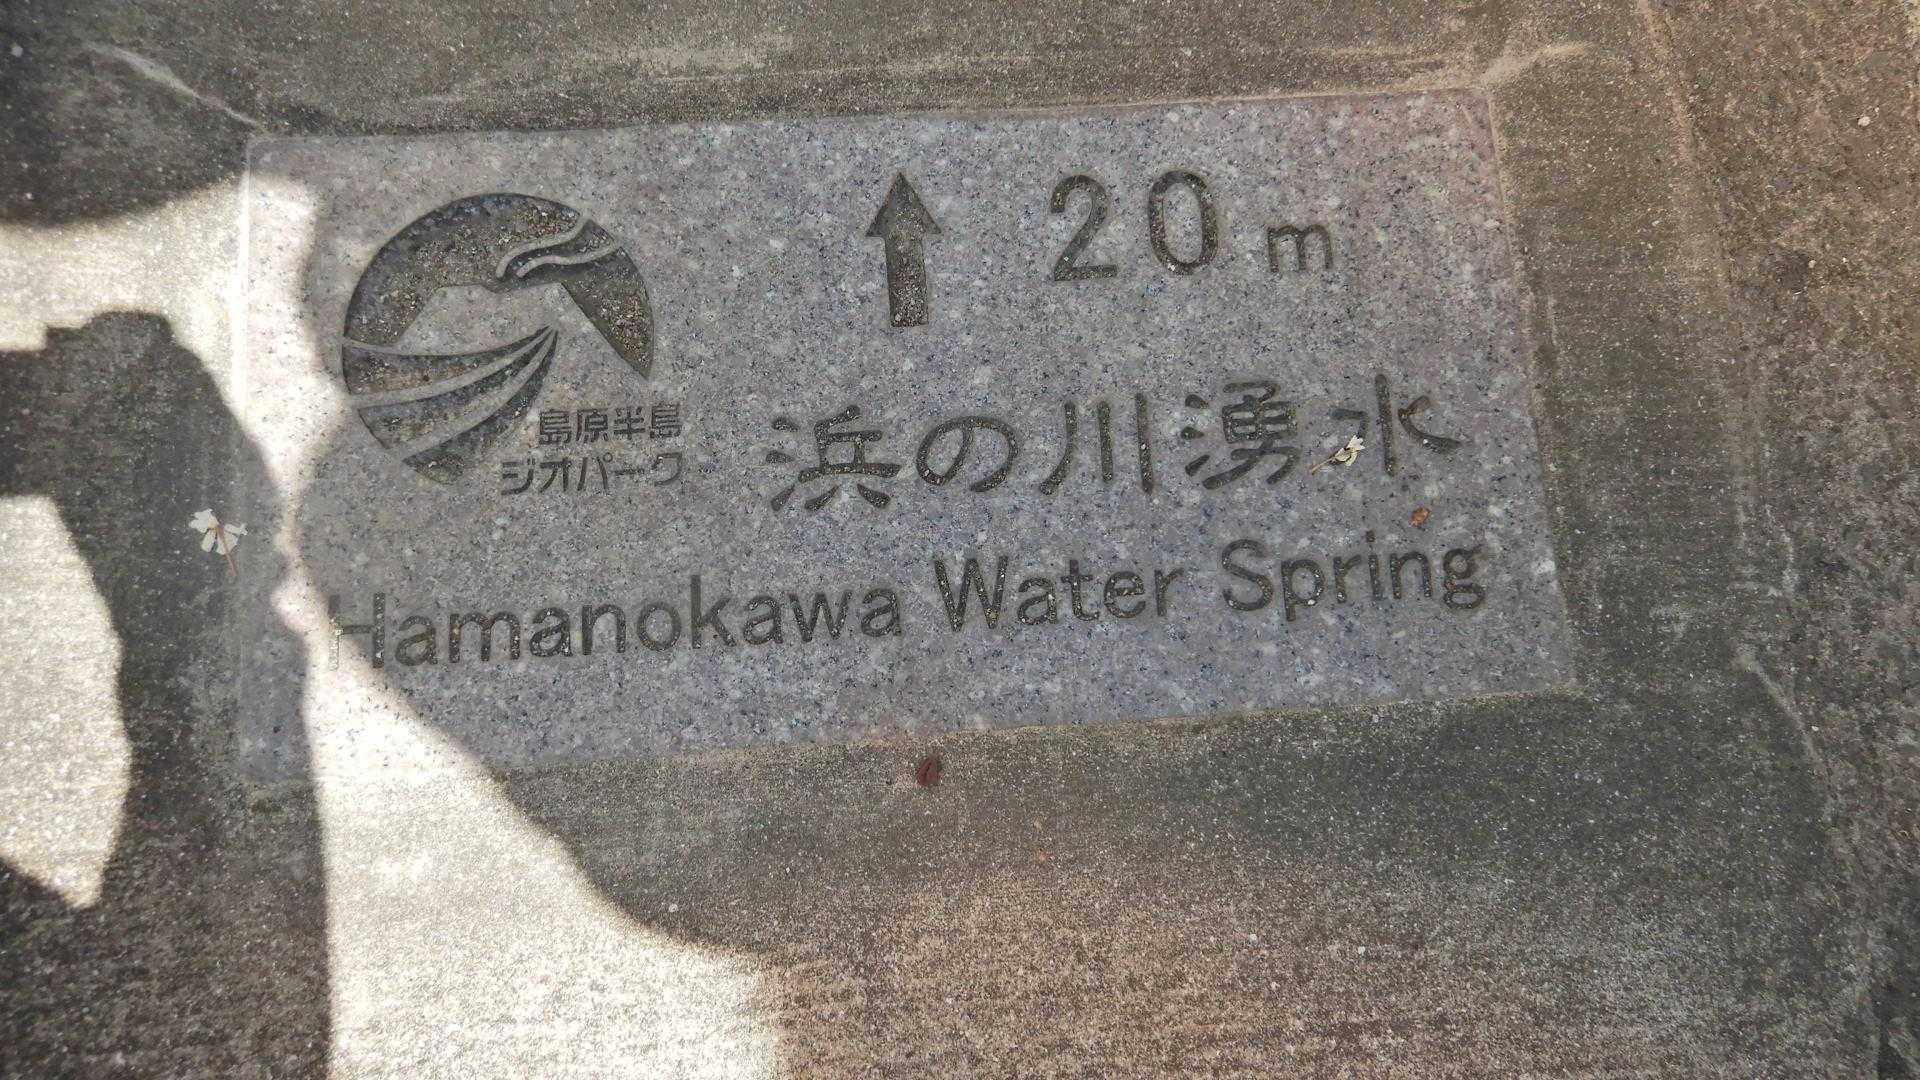 ↑ 20 m
島原半島
ジオパーク
浜の川湧水
Hamanokawa Water Spring